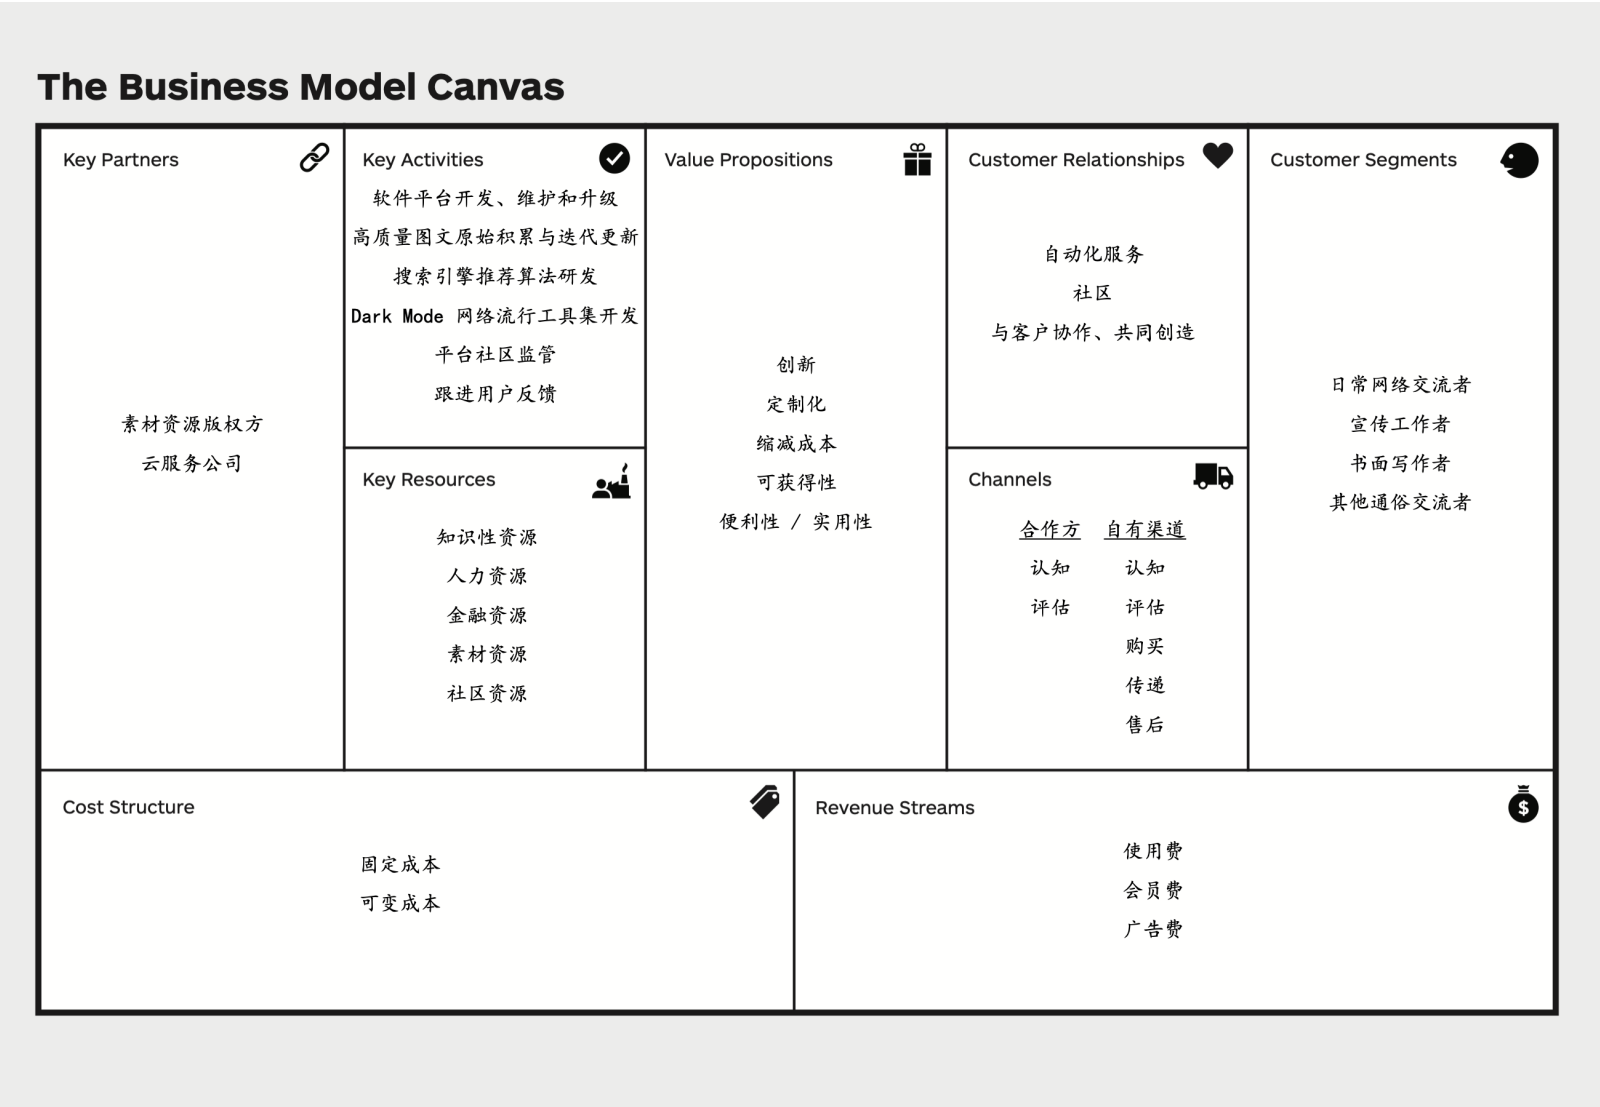 The Business Model Canvas
Key Partners
素材资源版权方
云服务公司
Key Activities
软件平台开发、维护和升级
高质量图文原始积累与迭代更新
搜索引擎推荐算法研发
Dark Mode 网络流行工具集开发
平台社区监管
跟进用户反馈
Key Resources
知识性资源
人力资源
金融资源
素材资源
社区资源
Value Propositions
创新
定制化
缩减成本
可获得性
便利性 / 实用性
Customer Relationships
自动化服务
社区
与客户协作、共同创造
Channels
合作方 自有渠道
认知 认知
评估 评估
购买
传递
售后
Customer Segments
日常网络交流者
宣传工作者
书面写作者
其他通俗交流者
Cost Structure
固定成本
可变成本
Revenue Streams
$
使用费
会员费
广告费